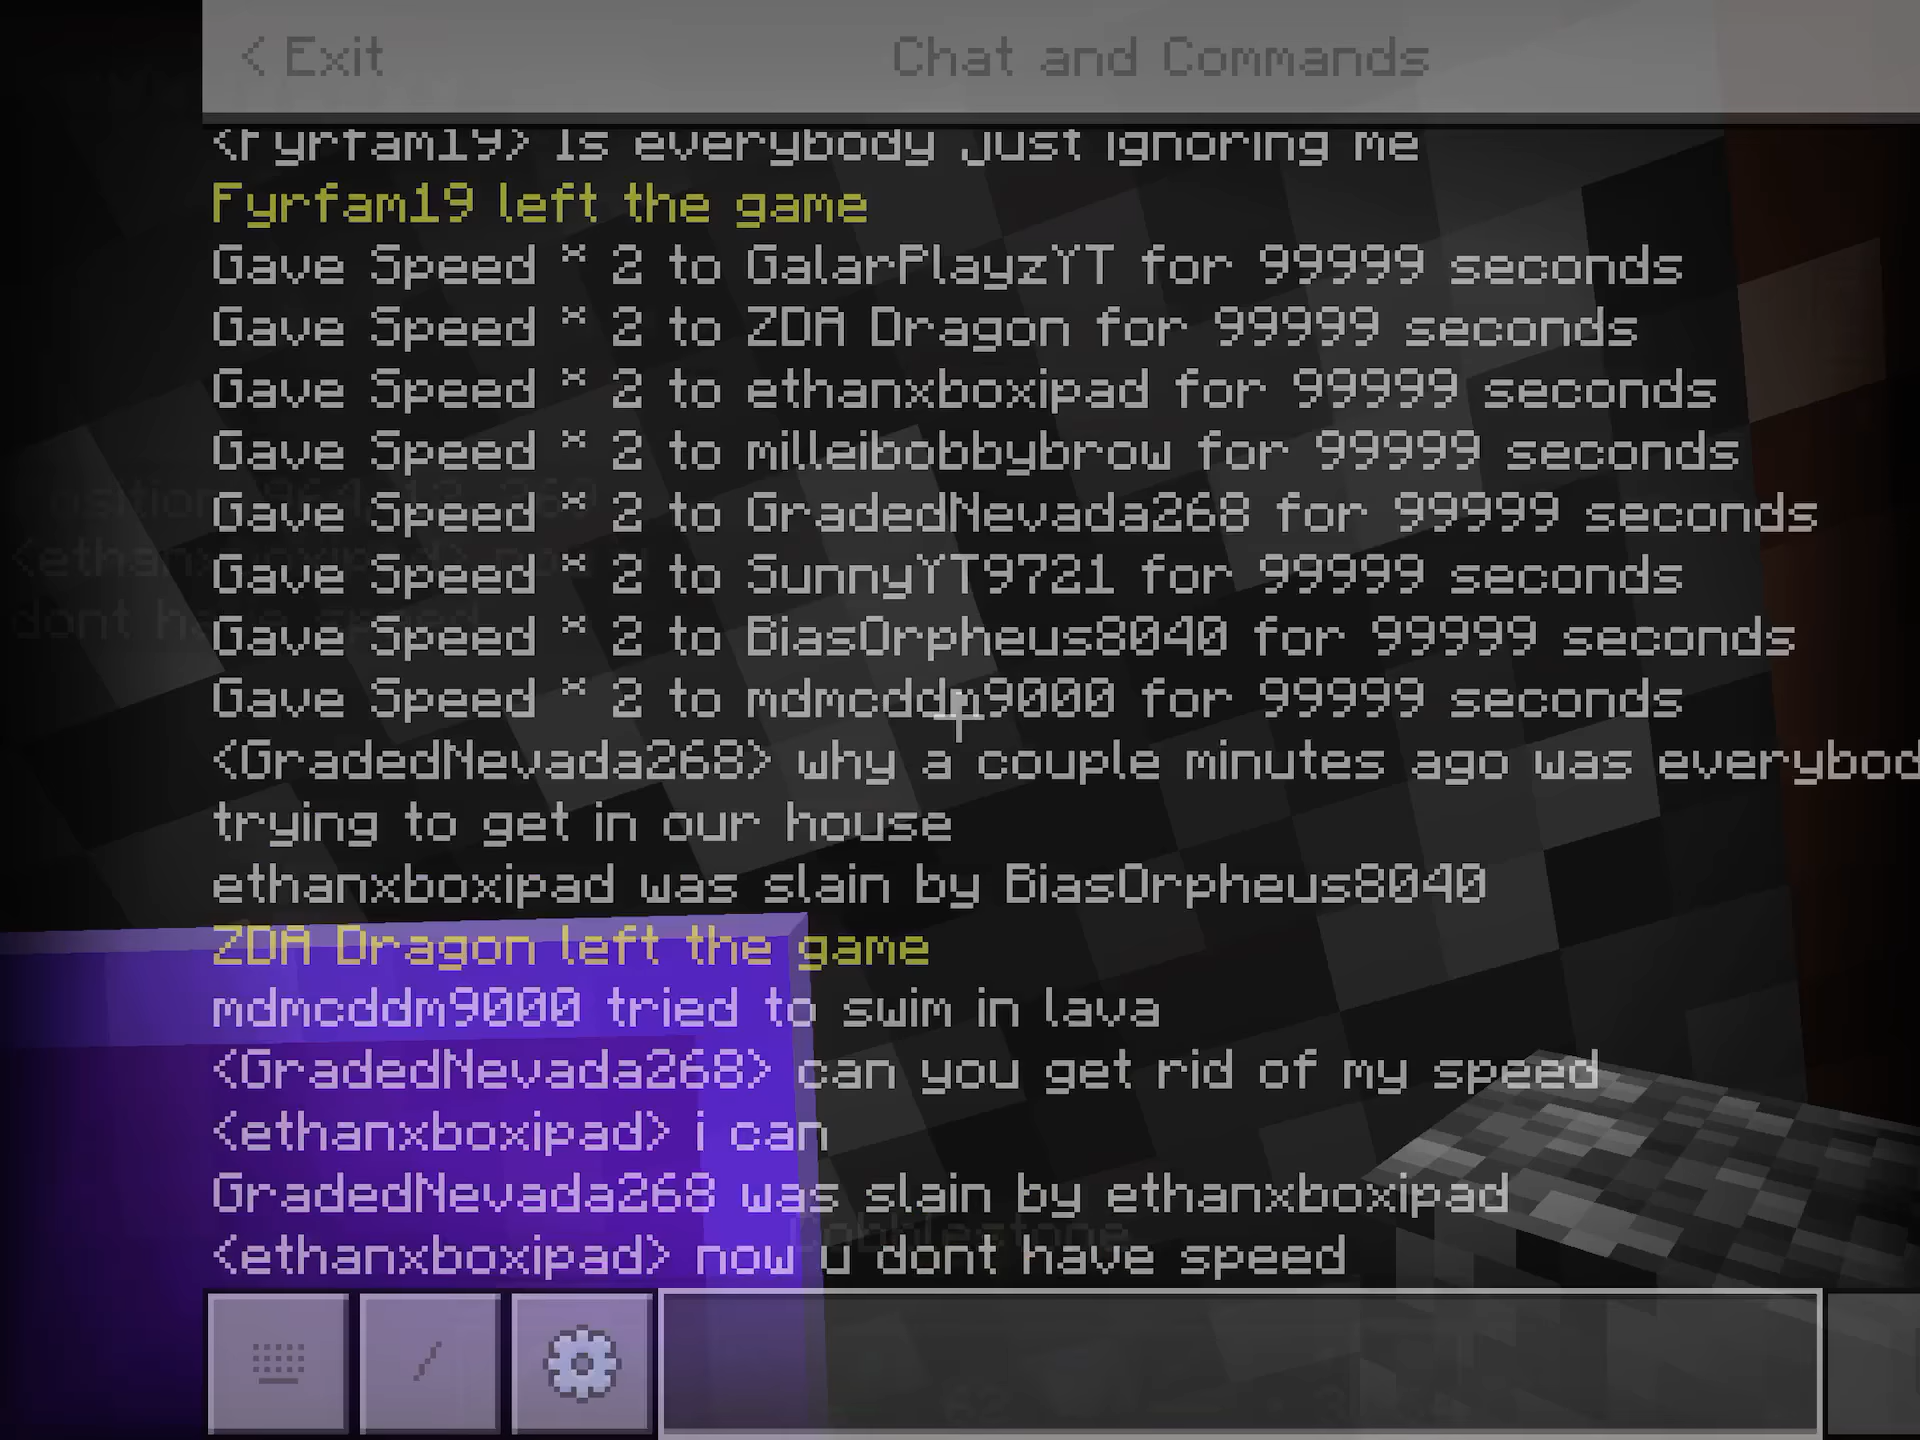 < Exit
Chat and Commands
<Fyrfam19> Is everybody just ignoring me
Fyrfam19 left the game
Gave Speed * 2 to GalarPlayzYT for 99999 seconds
Gave Speed * 2 to ZDA Dragon for 99999 seconds
Gave Speed * 2 to ethanxboxipad for 99999 seconds
Gave Speed * 2 to milleibobbybrow for 99999 seconds
Gave Speed * 2 to GradedNevada268 for 99999 seconds
Gave Speed * 2 to SunnyYT9721 for 99999 seconds
Gave Speed * 2 to BiasOrpheus8040 for 99999 seconds
Gave Speed * 2 to mdmcddm9000 for 99999 seconds
<GradedNevada268> why a couple minutes ago was everybod
trying to get in our house
ethanxboxipad was slain by BiasOrpheus8040
ZDA Dragon left the game
mdmcddm9000 tried to swim in lava
<GradedNevada268> can you get rid of my speed
<ethanxboxipad> i can
GradedNevada268 was slain by ethanxboxipad
<ethanxboxipad> now u dont have speed
Cobblestone
/